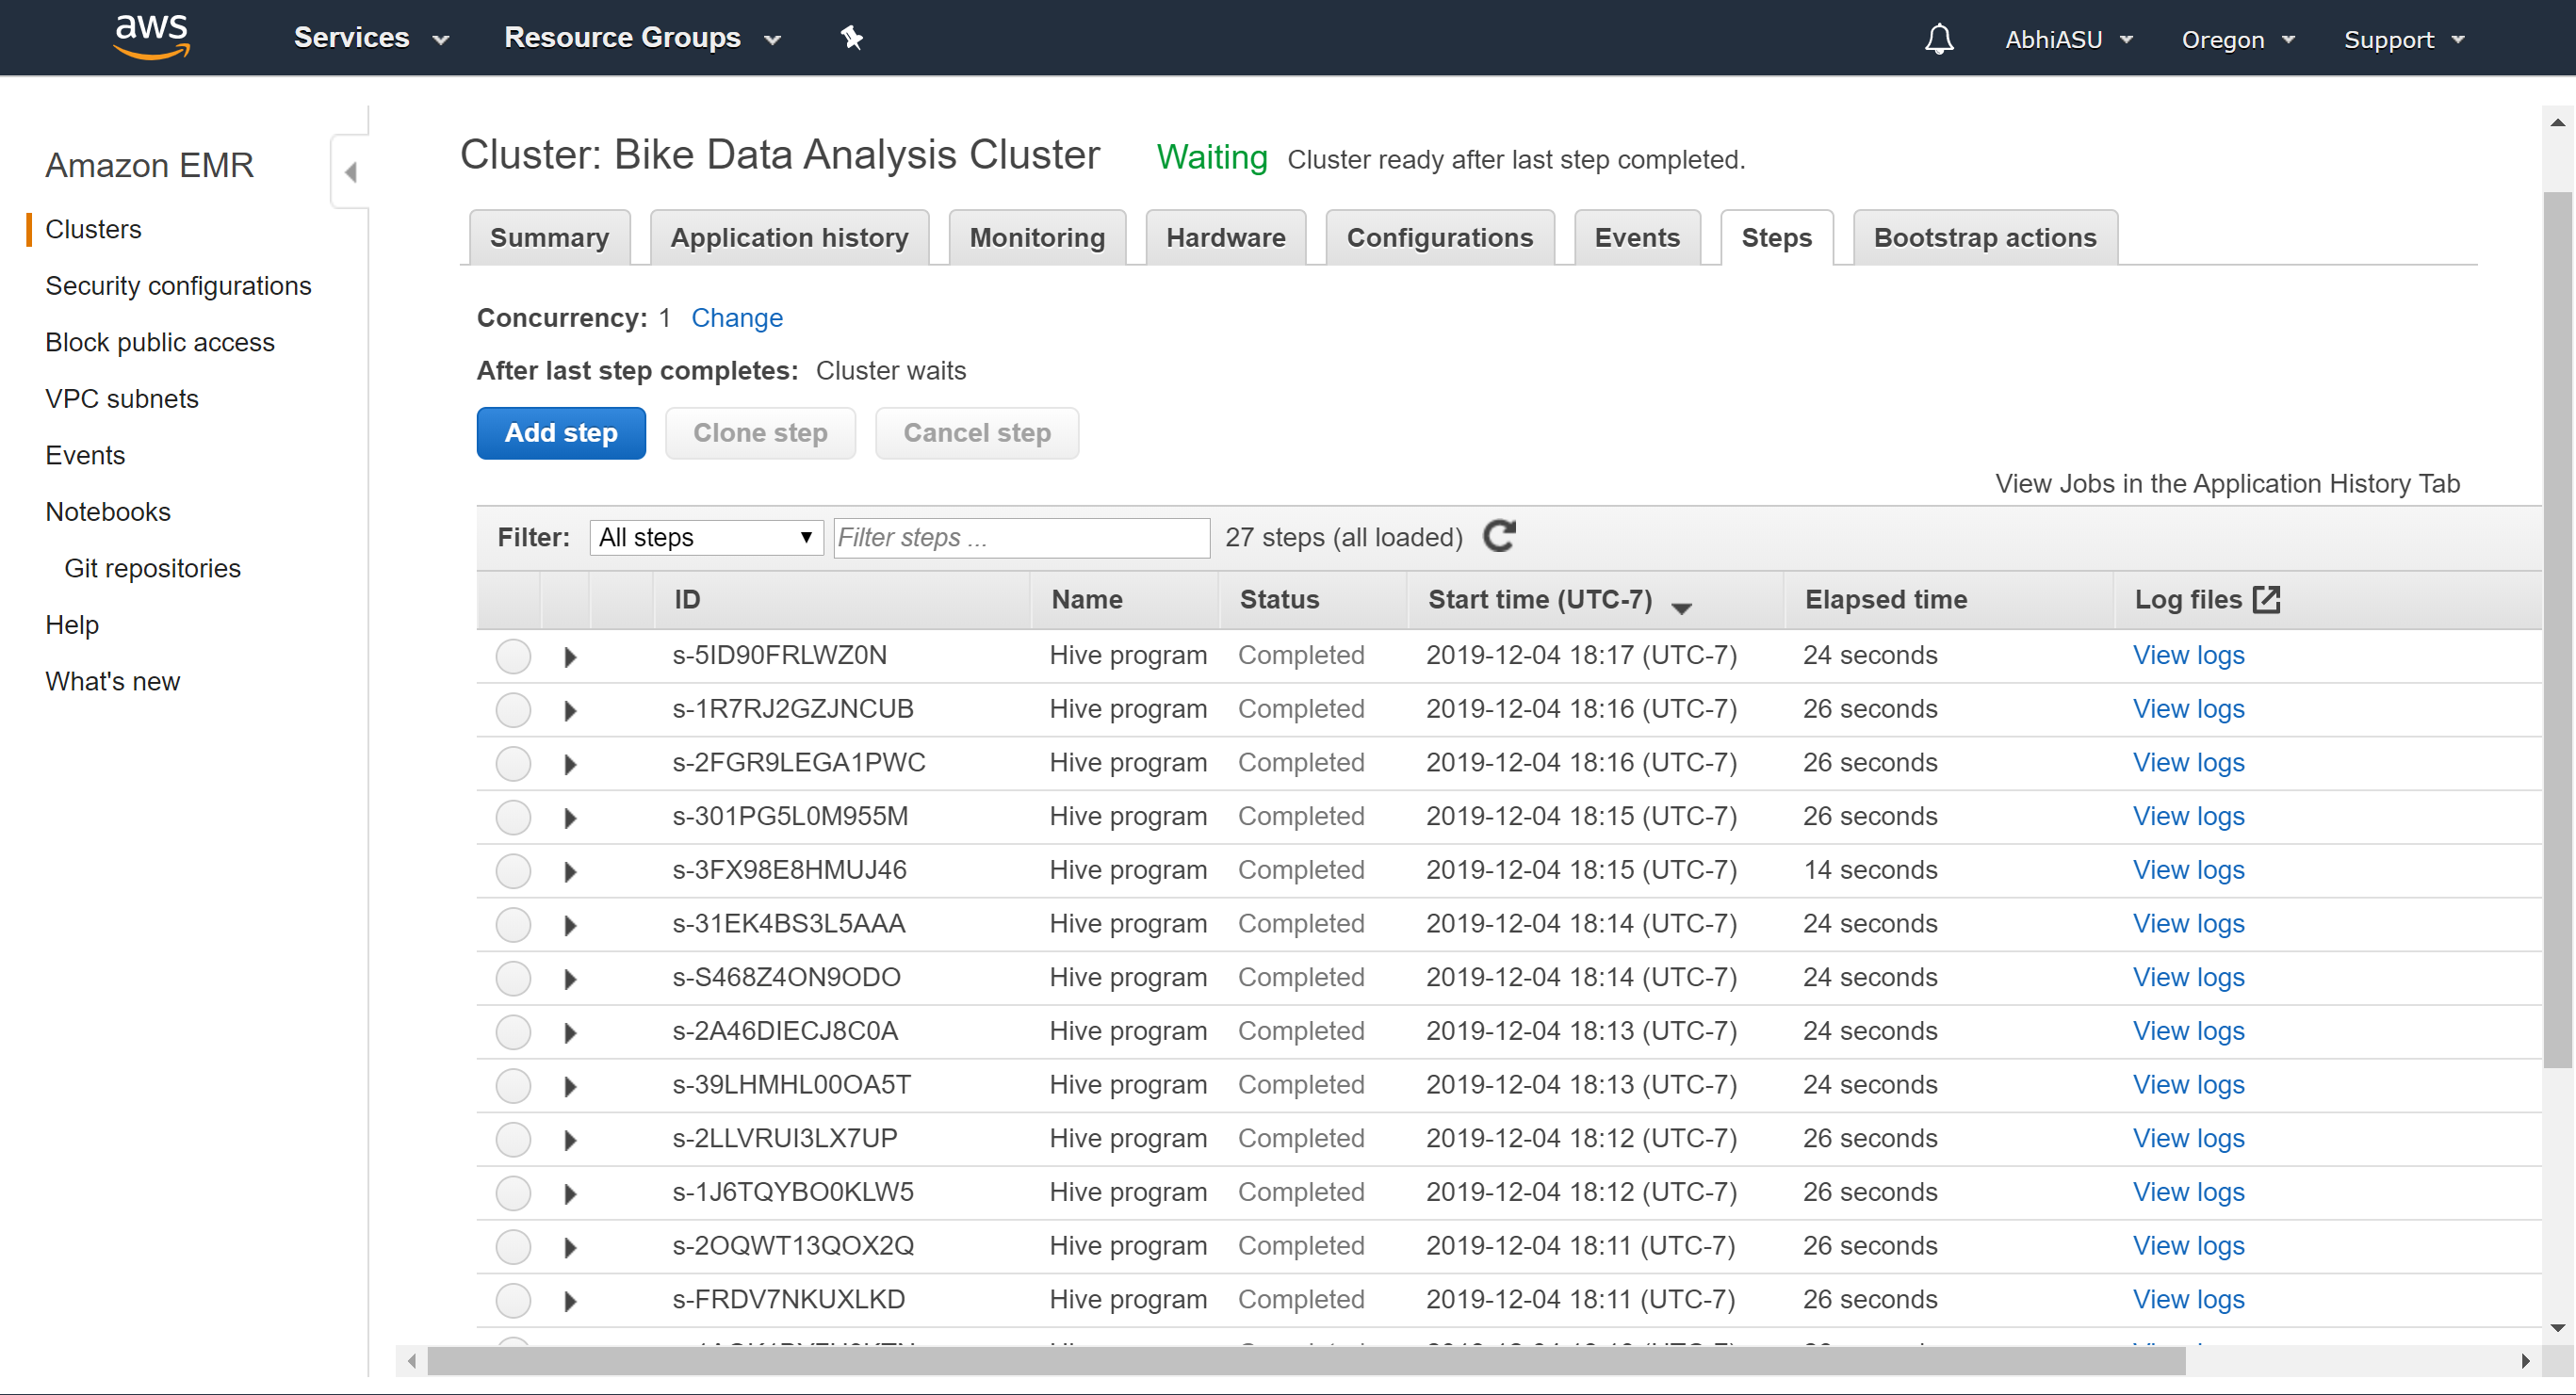 aws Services Resource Groups AbhiASU Oregon Support
Amazon EMR
Clusters
Security configurations
Block public access
VPC subnets
Events
Notebooks
Git repositories
Help
What's new
Cluster: Bike Data Analysis Cluster Waiting Cluster ready after last step completed.
Summary Application history Monitoring Hardware Configurations Events Steps Bootstrap actions
Concurrency: 1 Change
After last step completes: Cluster waits
Add step Clone step Cancel step
View Jobs in the Application History Tab
Filter: All steps Filter steps ... 27 steps (all loaded)
ID Name Status Start time (UTC-7) Elapsed time Log files
s-5ID90FRLWZ0N Hive program Completed 2019-12-04 18:17 (UTC-7) 24 seconds View logs
s-1R7RJ2GZJNCUB Hive program Completed 2019-12-04 18:16 (UTC-7) 26 seconds View logs
s-2FGR9LEGA1PWC Hive program Completed 2019-12-04 18:16 (UTC-7) 26 seconds View logs
s-301PG5L0M955M Hive program Completed 2019-12-04 18:15 (UTC-7) 26 seconds View logs
s-3FX98E8HMUJ46 Hive program Completed 2019-12-04 18:15 (UTC-7) 14 seconds View logs
s-31EK4BS3L5AAA Hive program Completed 2019-12-04 18:14 (UTC-7) 24 seconds View logs
s-S468Z4ON9ODO Hive program Completed 2019-12-04 18:14 (UTC-7) 24 seconds View logs
s-2A46DIECJ8C0A Hive program Completed 2019-12-04 18:13 (UTC-7) 24 seconds View logs
s-39LHMHL00OA5T Hive program Completed 2019-12-04 18:13 (UTC-7) 24 seconds View logs
s-2LLVRUI3LX7UP Hive program Completed 2019-12-04 18:12 (UTC-7) 26 seconds View logs
s-1J6TQYBO0KLW5 Hive program Completed 2019-12-04 18:12 (UTC-7) 26 seconds View logs
s-2OQWT13QOX2Q Hive program Completed 2019-12-04 18:11 (UTC-7) 26 seconds View logs
s-FRDV7NKUXLKD Hive program Completed 2019-12-04 18:11 (UTC-7) 26 seconds View logs